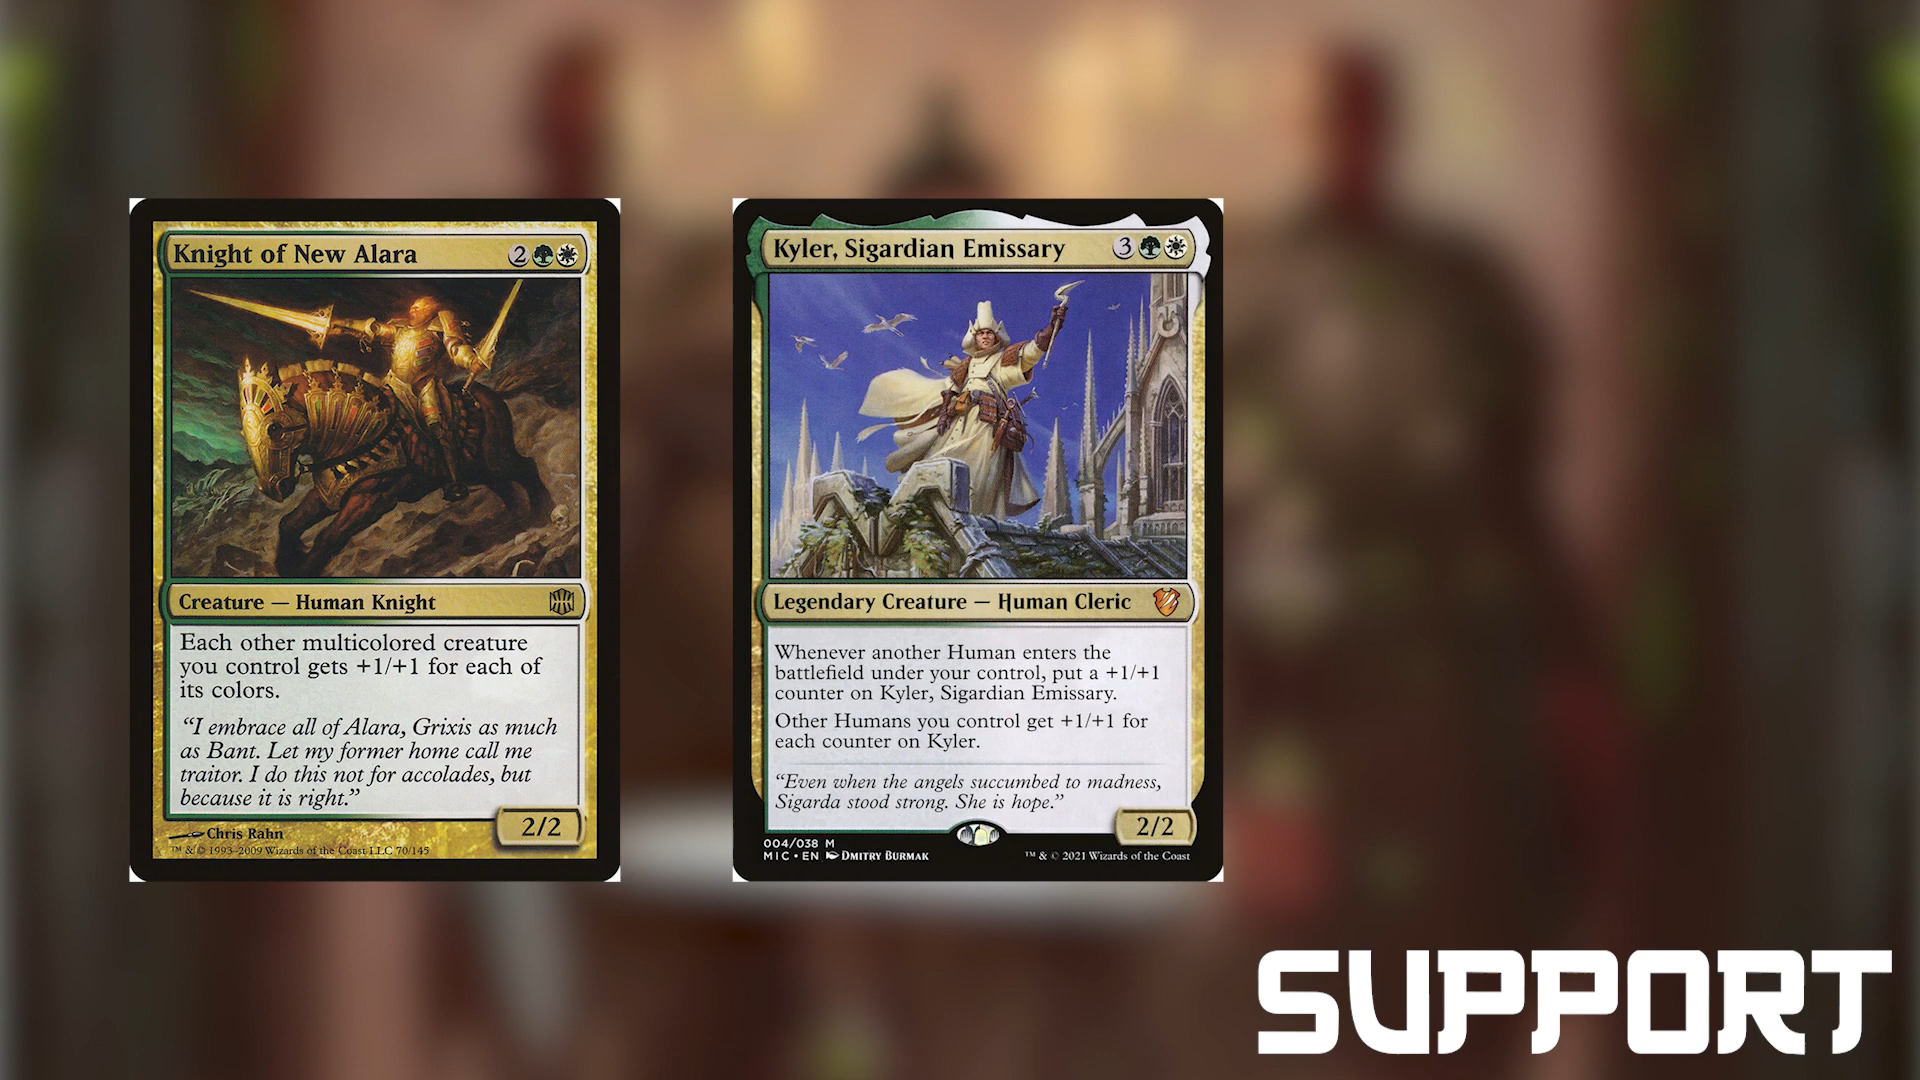 Knight of New Alara 2
Creature — Human Knight
Each other multicolored creature
you control gets +1/+1 for each of
its colors.
“I embrace all of Alara, Grixis as much
as Bant. Let my former home call me
traitor. I do this not for accolades, but
because it is right.”
2/2
Chris Rahn
™ & © 1993–2009 Wizards of the Coast LLC 70/145
Kyler, Sigardian Emissary 3
Legendary Creature — Human Cleric
Whenever another Human enters the
battlefield under your control, put a +1/+1
counter on Kyler, Sigardian Emissary.
Other Humans you control get +1/+1 for
each counter on Kyler.
“Even when the angels succumbed to madness,
Sigarda stood strong. She is hope.”
2/2
004/038 M
MIC • EN Dmitry Burmak
™ & © 2021 Wizards of the Coast
SUPPORT